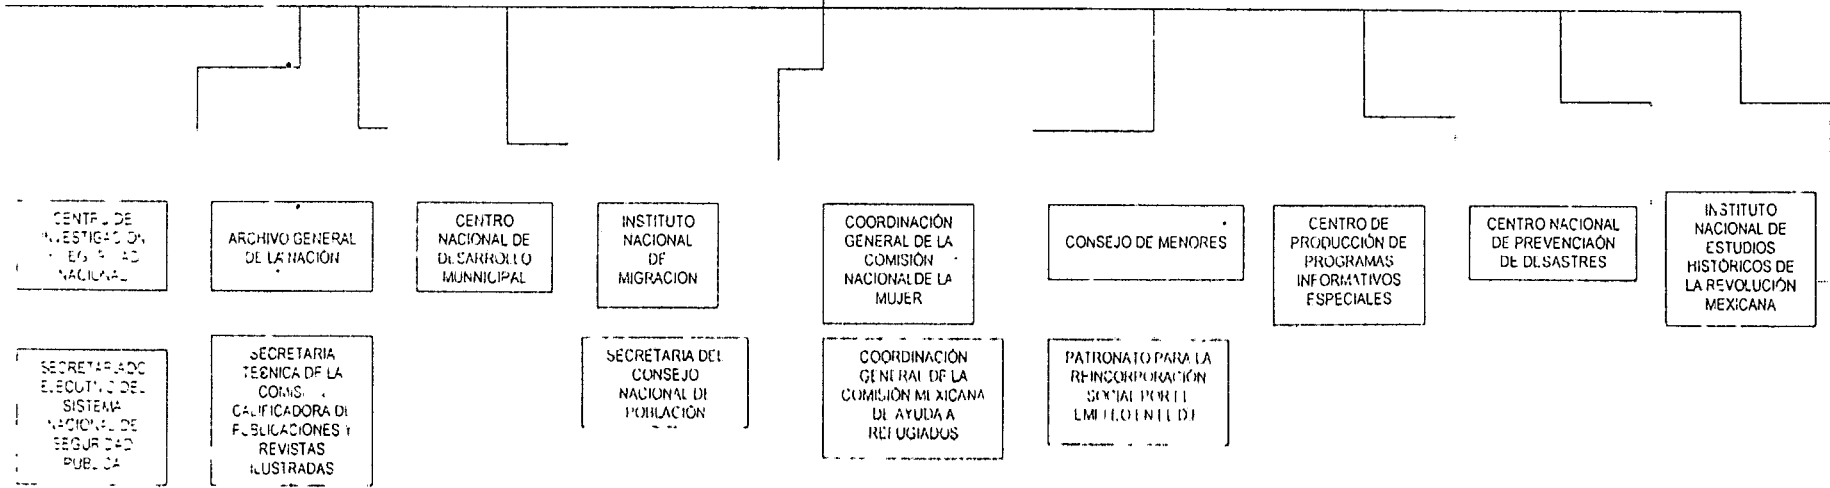 CENTRO DE
INVESTIGACIÓN
NACIONAL
ARCHIVO GENERAL
DE LA NACIÓN
CENTRO
NACIONAL DE
DESARROLLO
MUNNICIPAL
INSTITUTO
NACIONAL
DE
MIGRACION
COORDINACIÓN
GENERAL DE LA
COMISIÓN
NACIONAL DE LA
MUJER
CONSEJO DE MENORES
CENTRO DE
PRODUCCIÓN DE
PROGRAMAS
INFORMATIVOS
ESPECIALES
CENTRO NACIONAL
DE PREVENCIAÓN
DE DESASTRES
INSTITUTO
NACIONAL DE
ESTUDIOS
HISTÓRICOS DE
LA REVOLUCIÓN
MEXICANA
SECRETARIADO
EJECUTIVO DEL
SISTEMA
NACIONAL DE
SEGURIDAD
PUBLICA
SECRETARIA
TECNICA DE LA
CALIFICADORA DE
PUBLICACIONES Y
REVISTAS
ILUSTRADAS
SECRETARIA DEL
CONSEJO
NACIONAL DE
POBLACIÓN
COORDINACIÓN
GENERAL DE LA
COMISIÓN MEXICANA
DE AYUDA A
REFUGIADOS
PATRONATO PARA LA
REINCORPORACIÓN
SOCIAL POR EL
EMPLEO EN EL D F